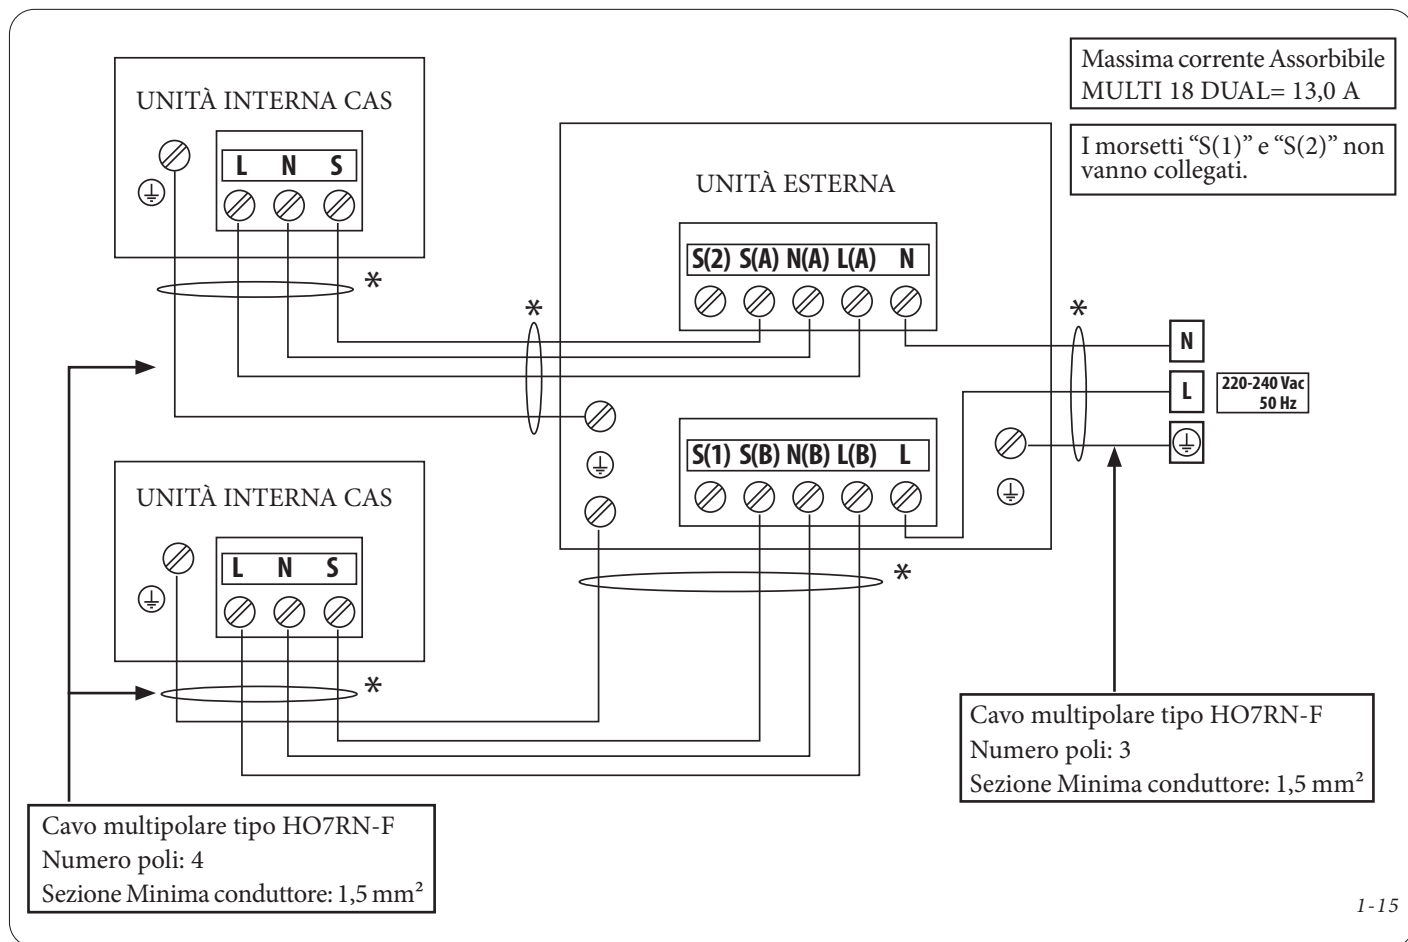 Massima corrente Assorbibile
MULTI 18 DUAL= 13,0 A
I morsetti “S(1)” e “S(2)” non
vanno collegati.
UNITÀ INTERNA CAS
L N S
*
UNITÀ ESTERNA
S(2) S(A) N(A) L(A) N
*
*
N
L
220-240 Vac
50 Hz
S(1) S(B) N(B) L(B) L
*
UNITÀ INTERNA CAS
L N S
*
Cavo multipolare tipo HO7RN-F
Numero poli: 3
Sezione Minima conduttore: 1,5 mm²
Cavo multipolare tipo HO7RN-F
Numero poli: 4
Sezione Minima conduttore: 1,5 mm²
1-15